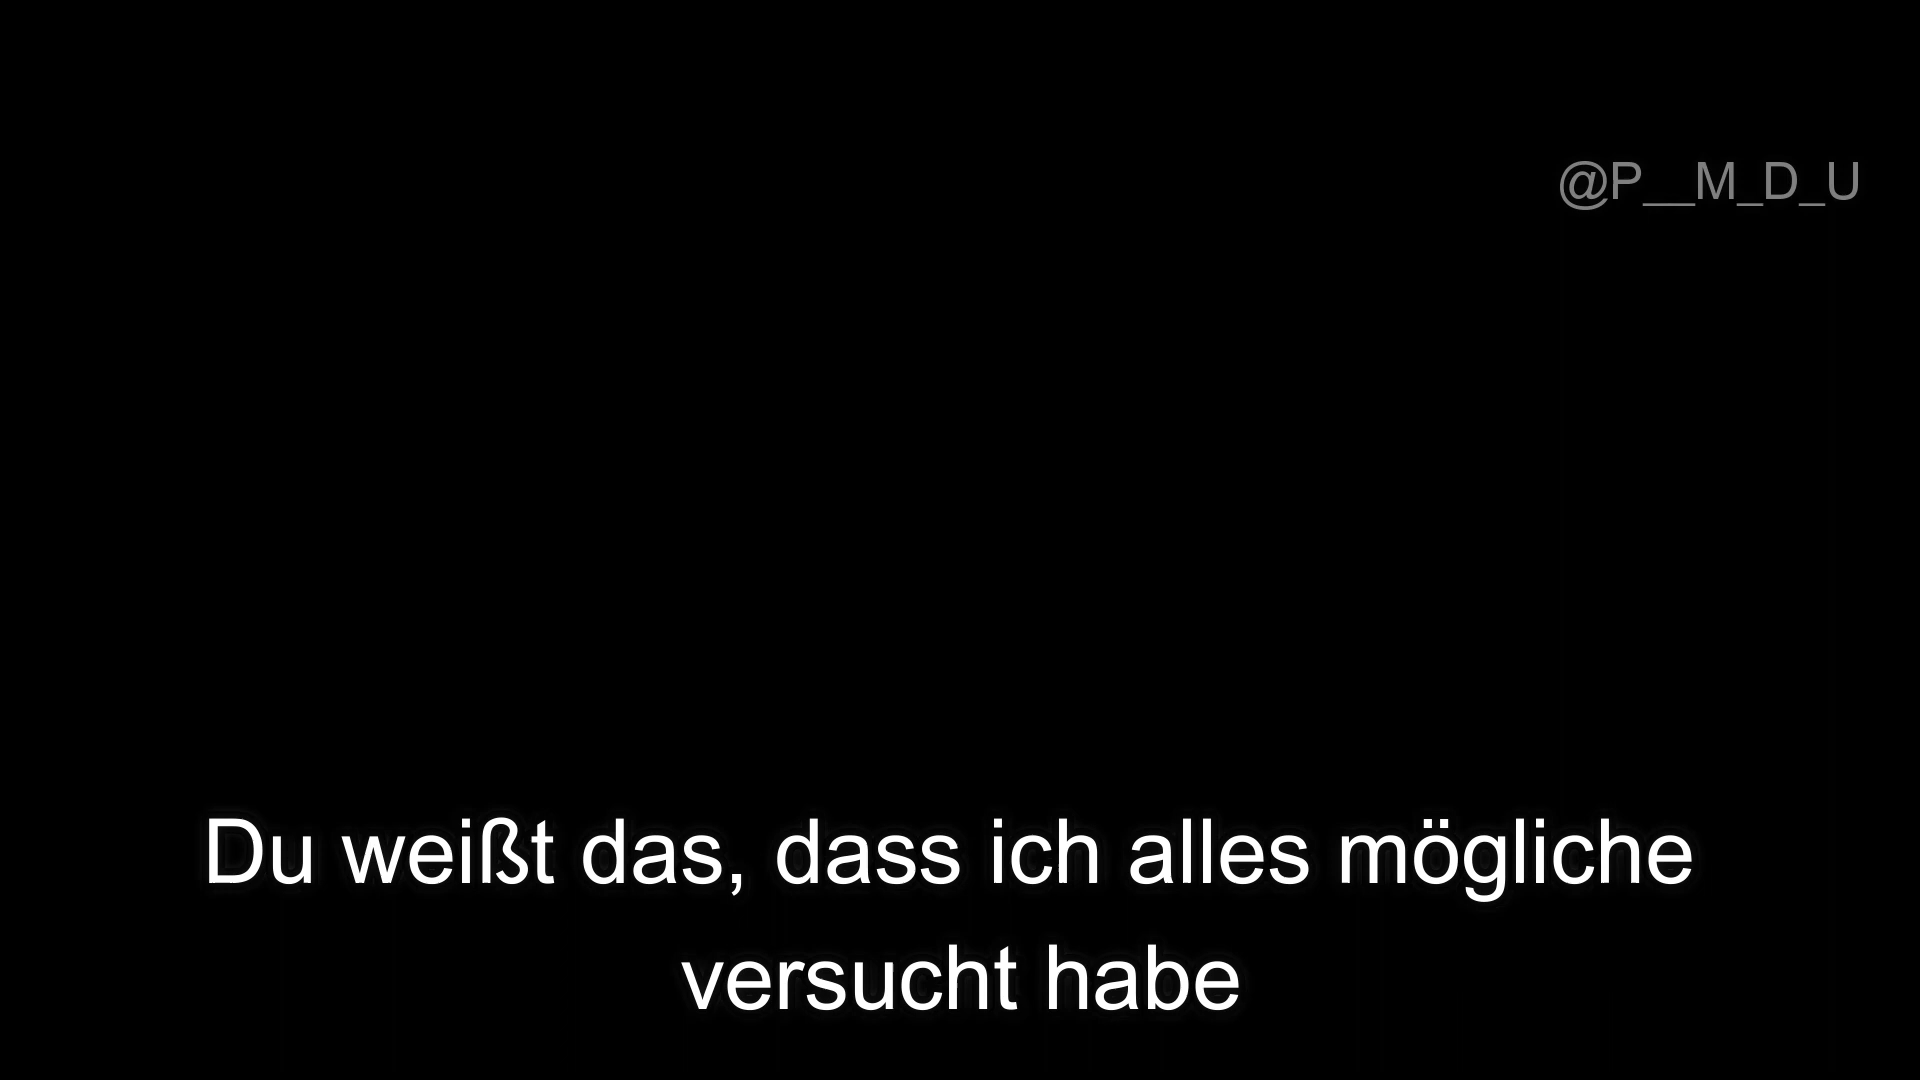 @P__M_D_U
Du weißt das, dass ich alles mögliche
versucht habe